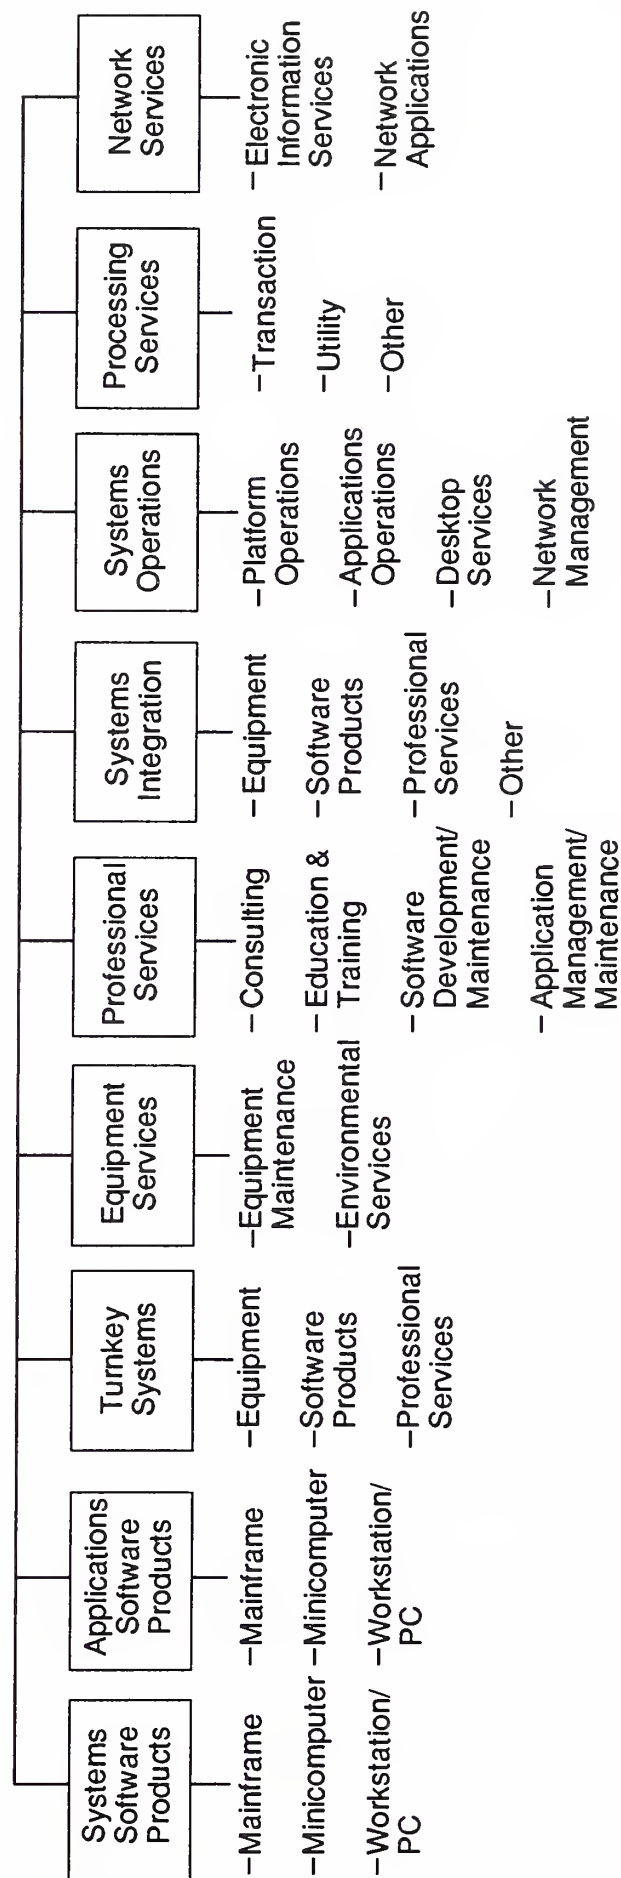 Systems
Software
Products
–Mainframe
–Minicomputer
–Workstation/
PC
Applications
Software
Products
–Mainframe
–Minicomputer
–Workstation/
PC
Turnkey
Systems
–Equipment
–Software
Products
–Professional
Services
Equipment
Services
–Equipment
Maintenance
–Environmental
Services
Professional
Services
–Consulting
–Education &
Training
–Software
Development/
Maintenance
–Application
Management/
Maintenance
Systems
Integration
–Equipment
–Software
Products
–Professional
Services
–Other
Systems
Operations
–Platform
Operations
–Applications
Operations
–Desktop
Services
–Network
Management
Processing
Services
–Transaction
–Utility
–Other
Network
Services
–Electronic
Information
Services
–Network
Applications